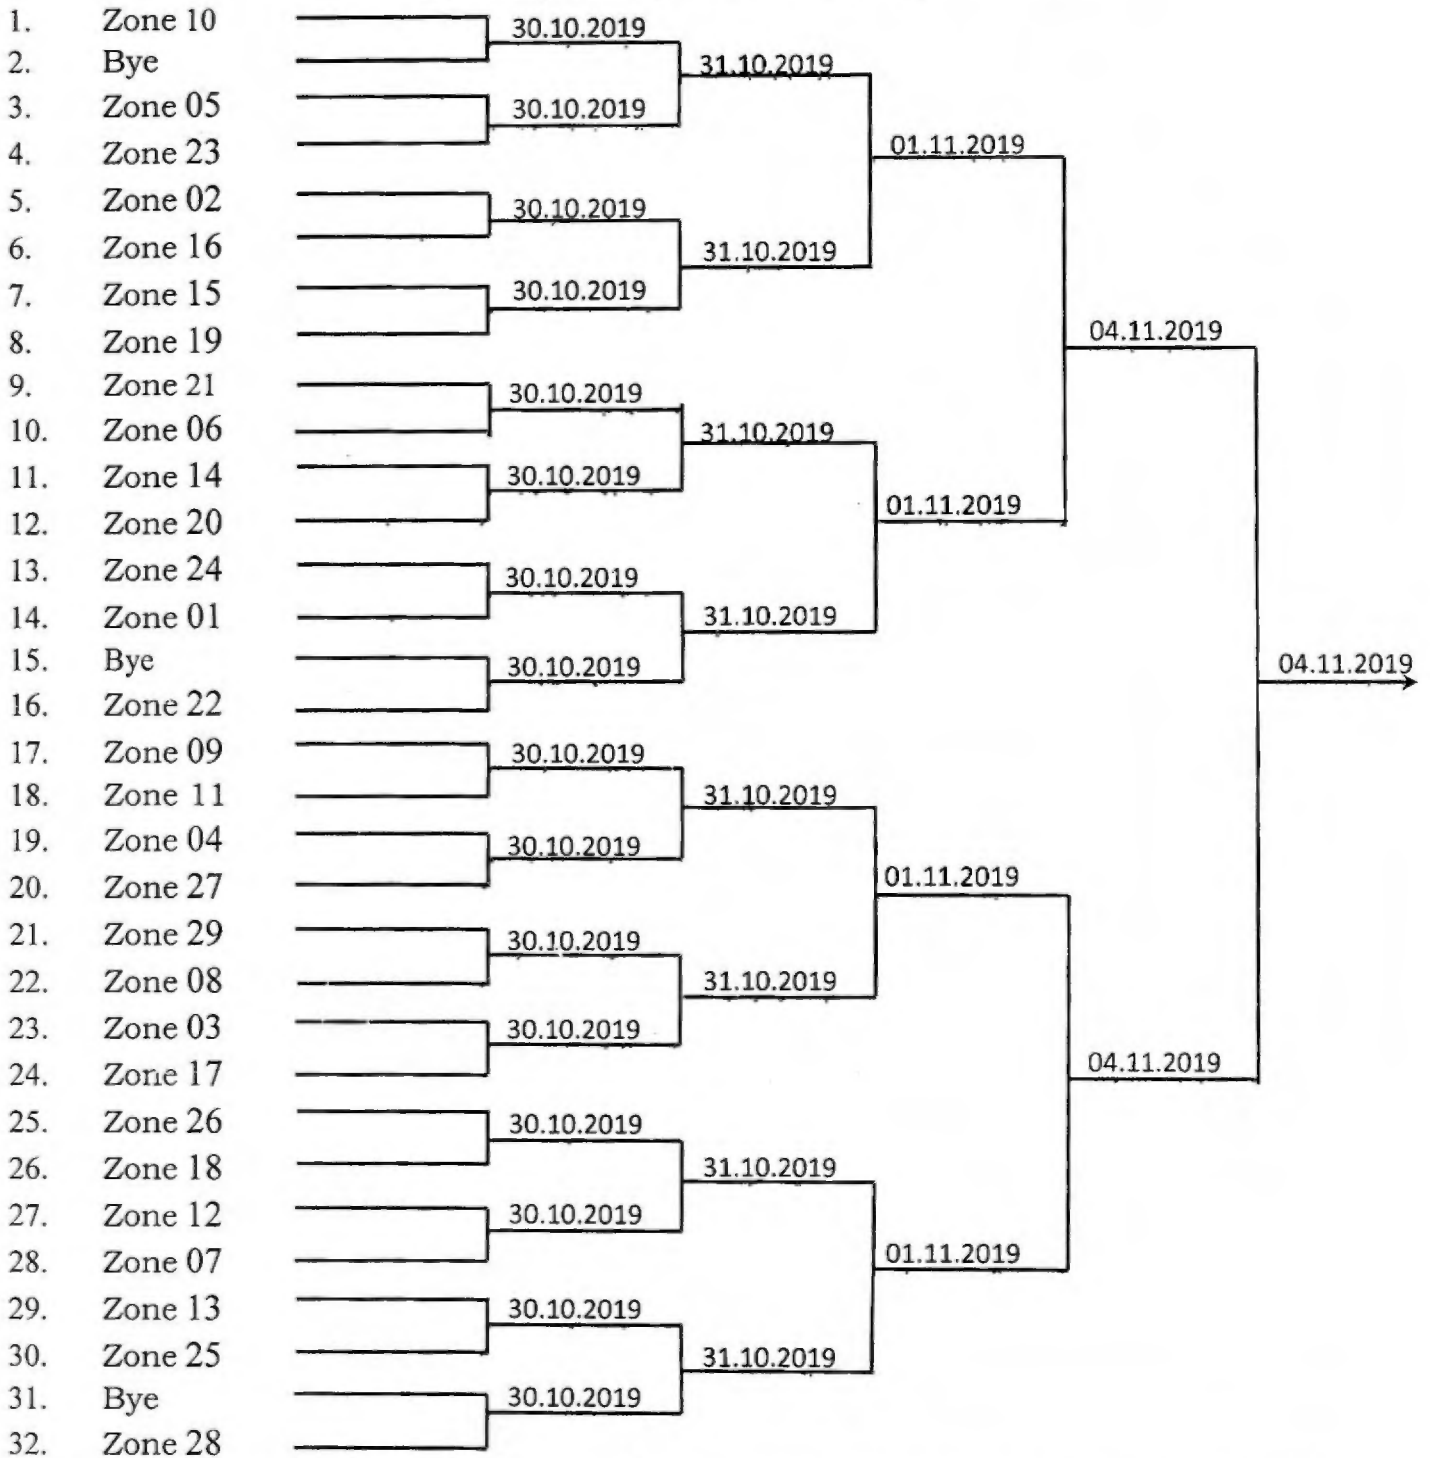 1. Zone 10
30.10.2019
2. Bye
31.10.2019
3. Zone 05
30.10.2019
4. Zone 23
01.11.2019
5. Zone 02
30.10.2019
6. Zone 16
31.10.2019
7. Zone 15
30.10.2019
8. Zone 19
04.11.2019
9. Zone 21
30.10.2019
10. Zone 06
31.10.2019
11. Zone 14
30.10.2019
12. Zone 20
01.11.2019
13. Zone 24
30.10.2019
14. Zone 01
31.10.2019
15. Bye
30.10.2019
04.11.2019
16. Zone 22
17. Zone 09
30.10.2019
18. Zone 11
31.10.2019
19. Zone 04
30.10.2019
20. Zone 27
01.11.2019
21. Zone 29
30.10.2019
22. Zone 08
31.10.2019
23. Zone 03
30.10.2019
24. Zone 17
04.11.2019
25. Zone 26
30.10.2019
26. Zone 18
31.10.2019
27. Zone 12
30.10.2019
28. Zone 07
01.11.2019
29. Zone 13
30.10.2019
30. Zone 25
31.10.2019
31. Bye
30.10.2019
32. Zone 28